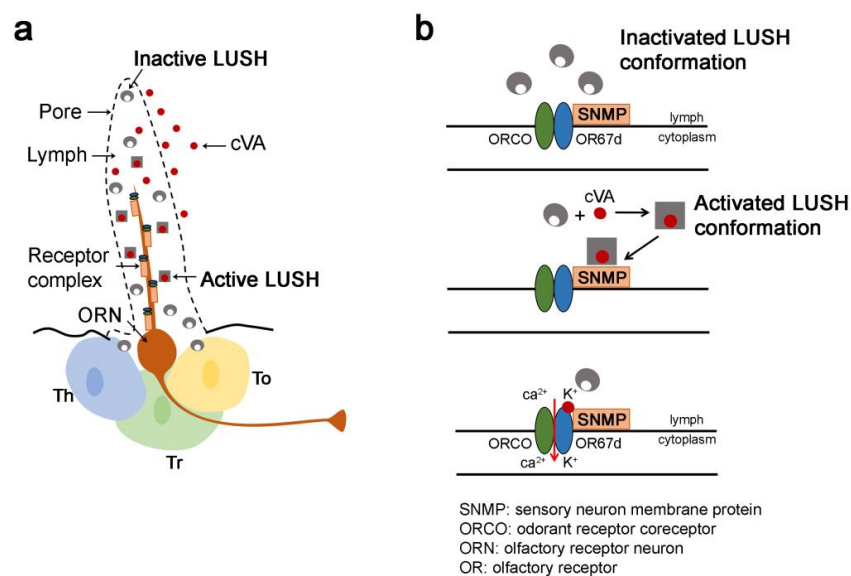 a
Inactive LUSH
Pore
Lymph
cVA
Receptor
complex
Active LUSH
ORN
Th
To
Tr
b
Inactivated LUSH
conformation
SNMP
ORCO
OR67d
lymph
cytoplasm
cVA
+
Activated LUSH
conformation
SNMP
ca²⁺
K⁺
SNMP
ORCO
OR67d
lymph
cytoplasm
ca²⁺
K⁺
SNMP: sensory neuron membrane protein
ORCO: odorant receptor coreceptor
ORN: olfactory receptor neuron
OR: olfactory receptor